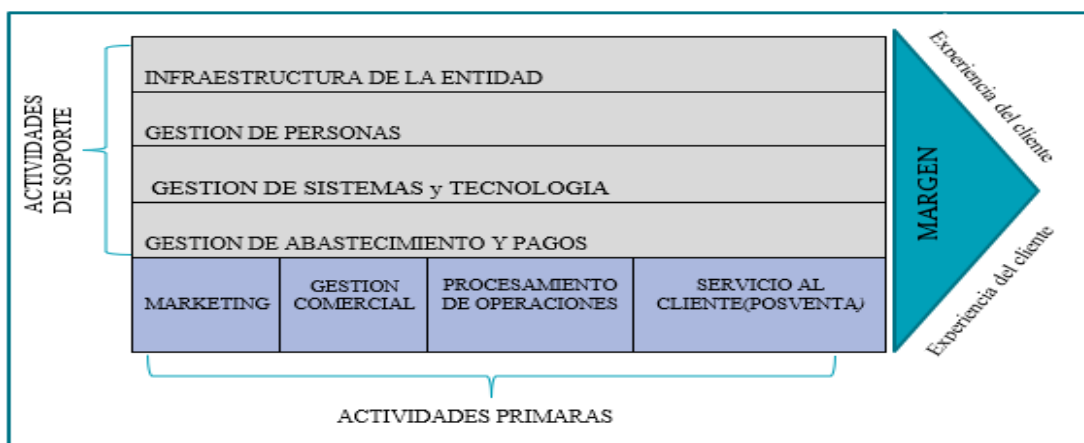 ACTIVIDADES
DE SOPORTE
INFRAESTRUCTURA DE LA ENTIDAD
GESTION DE PERSONAS
GESTION DE SISTEMAS y TECNOLOGIA
GESTION DE ABASTECIMIENTO Y PAGOS
MARKETING
GESTION
COMERCIAL
PROCESAMIENTO
DE OPERACIONES
SERVICIO AL
CLIENTE(POSVENTA)
MARGEN
Experiencia del cliente
Experiencia del cliente
ACTIVIDADES PRIMARAS